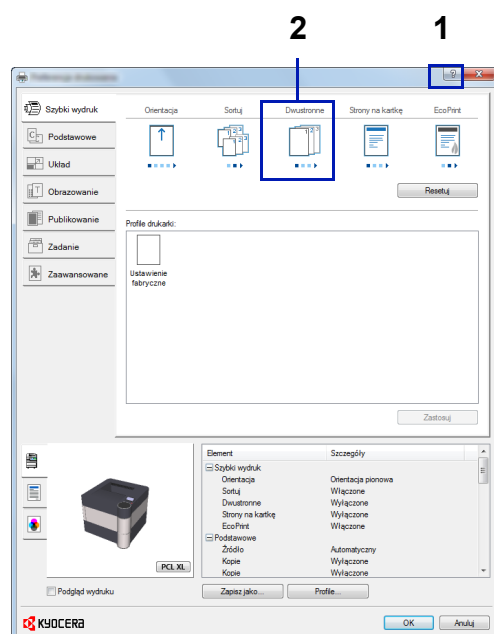 2 1
?
Szybki wydruk
Podstawowe
Układ
Obrazowanie
Publikowanie
Zadanie
Zaawansowane
Orientacja Sortuj Dwustronne Strony na kartkę EcoPrint
Resetuj
Profile drukarki:
Ustawienie
fabryczne
Zastosuj
Element Szczegóły
Szybki wydruk
Orientacja Orientacja pionowa
Sortuj Włączone
Dwustronne Wyłączone
Strony na kartkę Wyłączone
EcoPrint Włączone
Podstawowe
Źródło Automatyczny
Kopie Wyłączone
Kopie Wyłączone
PCL XL
Podgląd wydruku
Zapisz jako... Profile...
KYOCERA
OK Anuluj